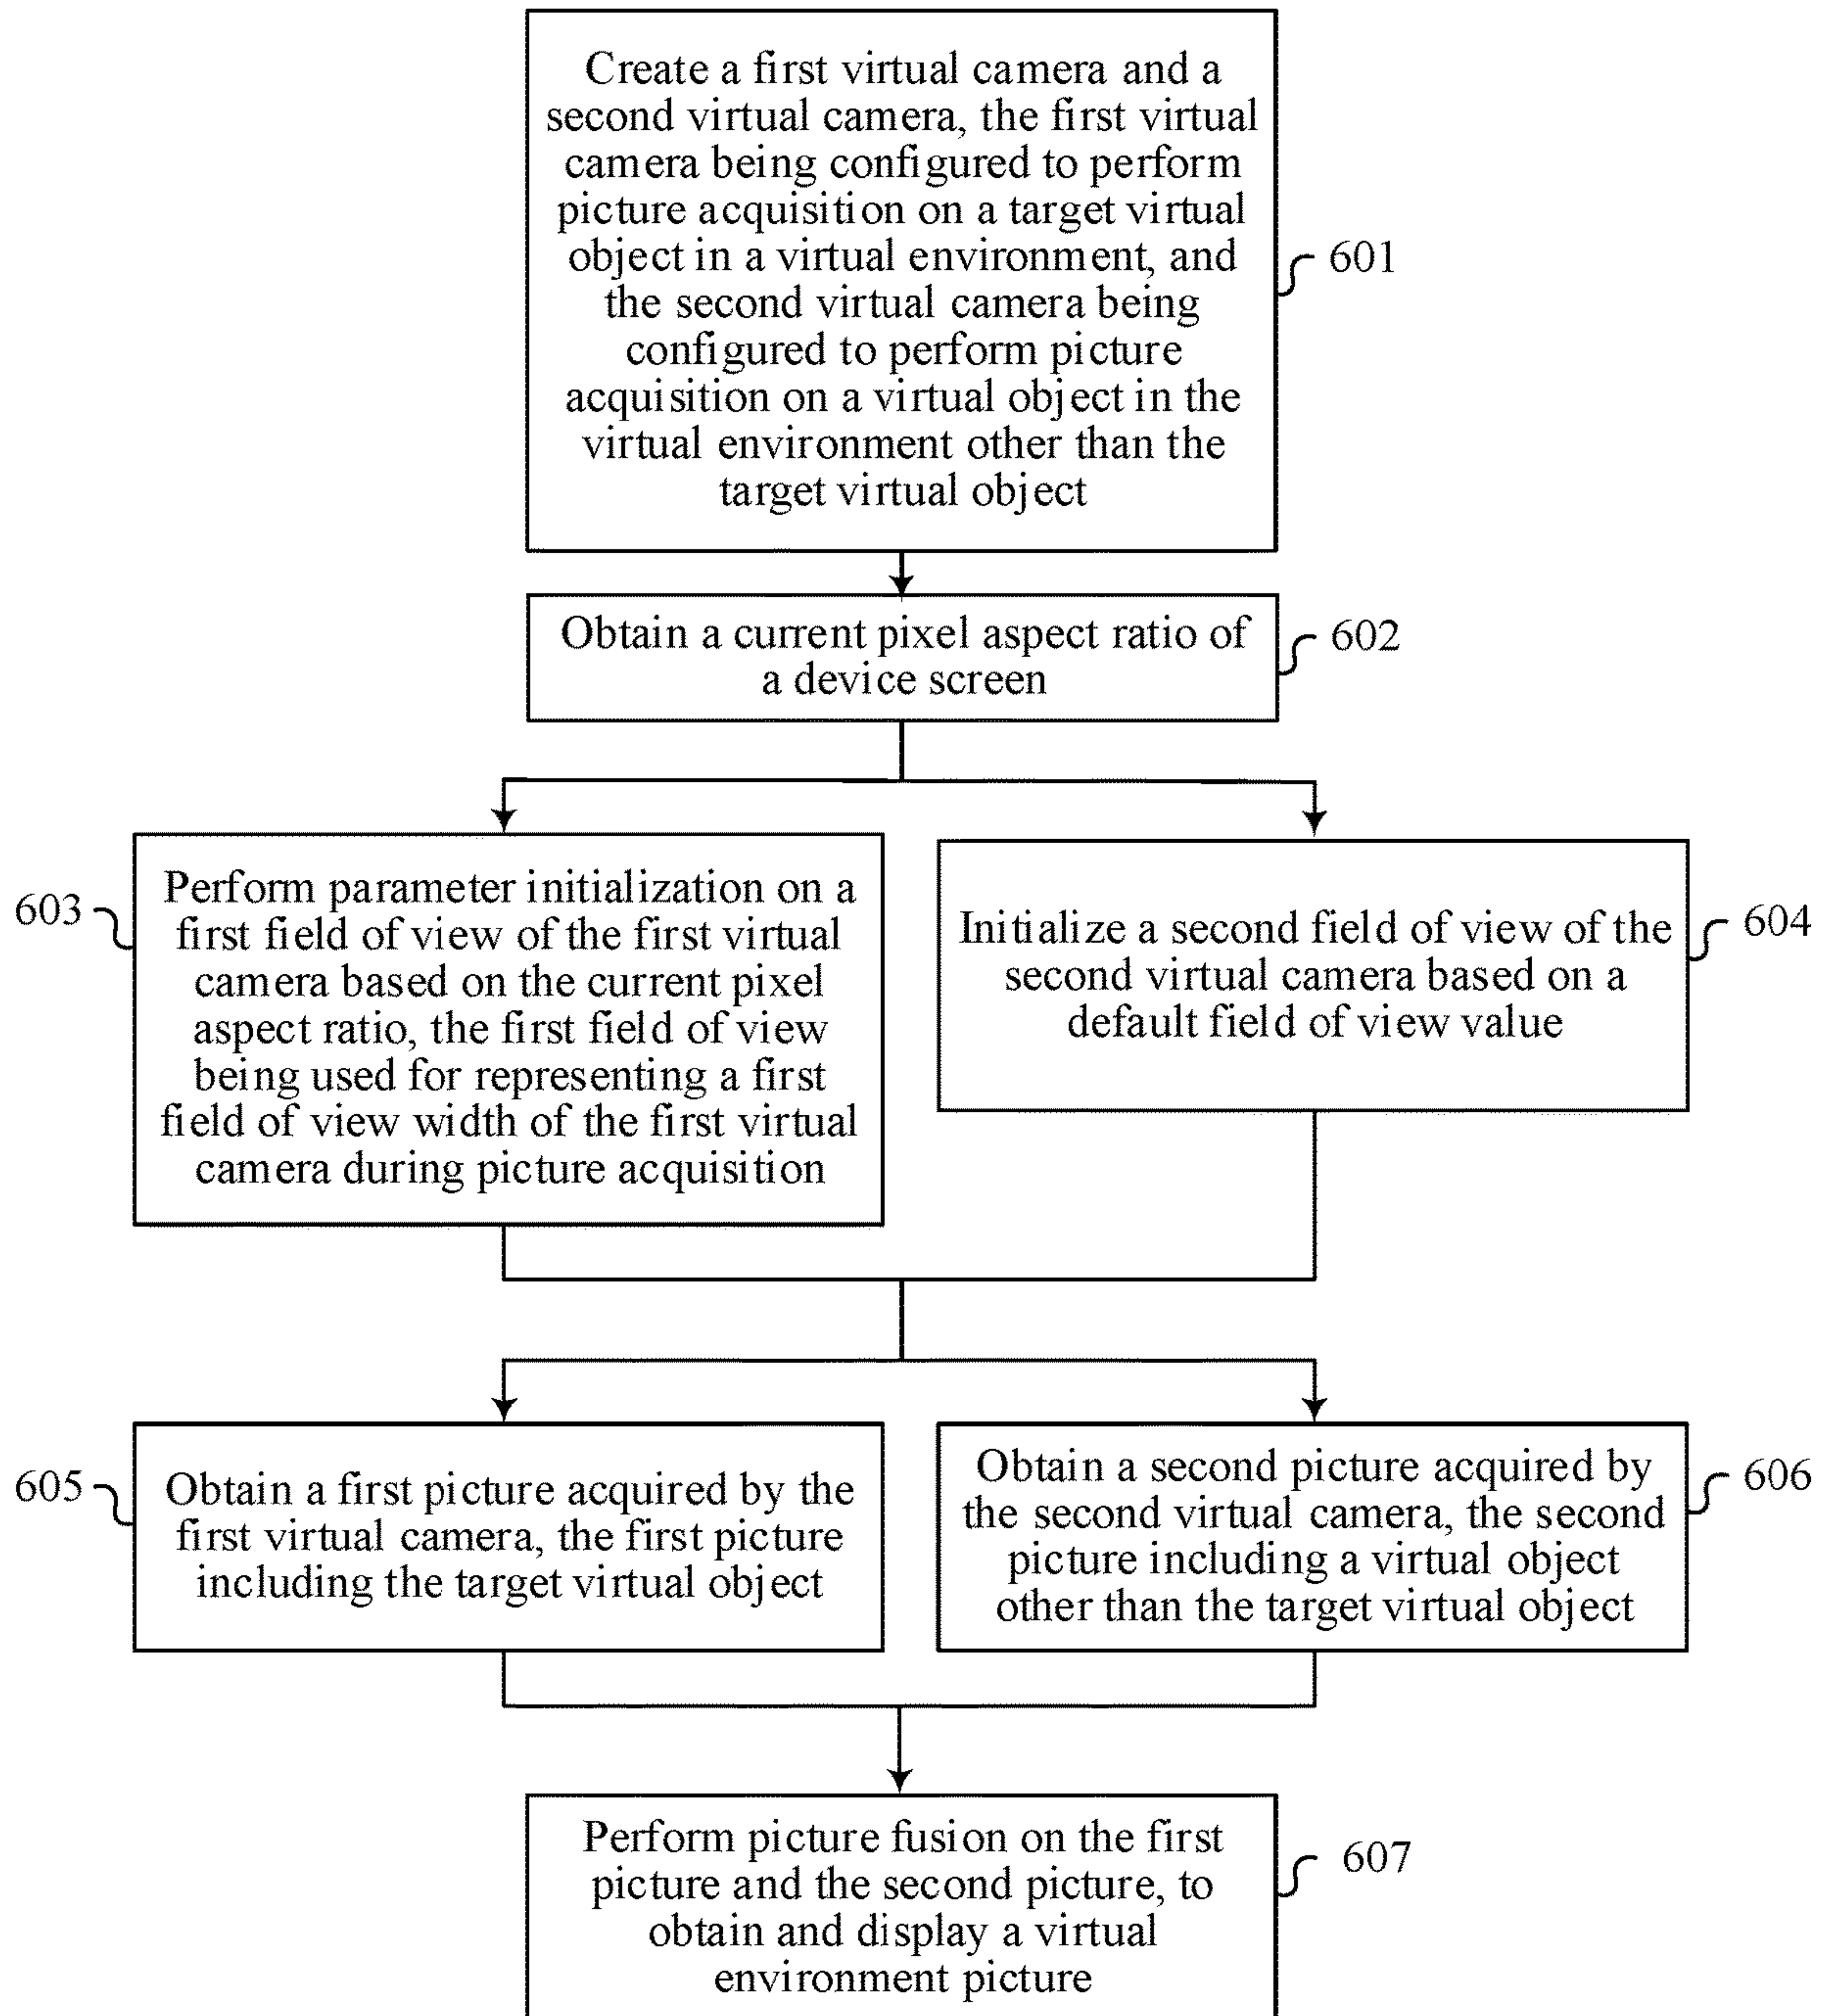 Create a first virtual camera and a
second virtual camera, the first virtual
camera being configured to perform
picture acquisition on a target virtual
object in a virtual environment, and
the second virtual camera being
configured to perform picture
acquisition on a virtual object in the
virtual environment other than the
target virtual object
601
Obtain a current pixel aspect ratio of
a device screen
602
603
Perform parameter initialization on a
first field of view of the first virtual
camera based on the current pixel
aspect ratio, the first field of view
being used for representing a first
field of view width of the first virtual
camera during picture acquisition
Initialize a second field of view of the
second virtual camera based on a
default field of view value
604
605
Obtain a first picture acquired by the
first virtual camera, the first picture
including the target virtual object
Obtain a second picture acquired by
the second virtual camera, the second
picture including a virtual object
other than the target virtual object
606
Perform picture fusion on the first
picture and the second picture, to
obtain and display a virtual
environment picture
607